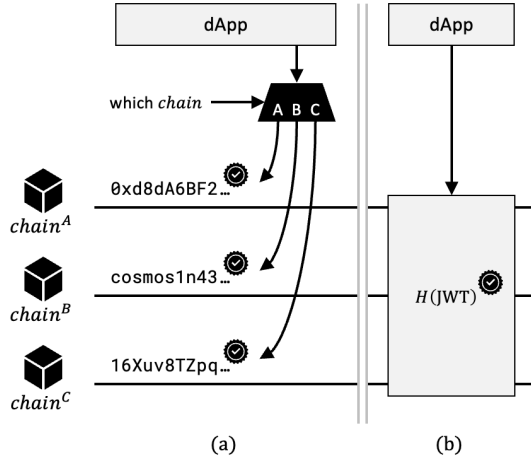 dApp
dApp
which chain
A B C
0xd8dA6BF2…
chain^A
cosmos1n43…
H(JWT)
chain^B
16Xuv8TZpq…
chain^C
(a)
(b)